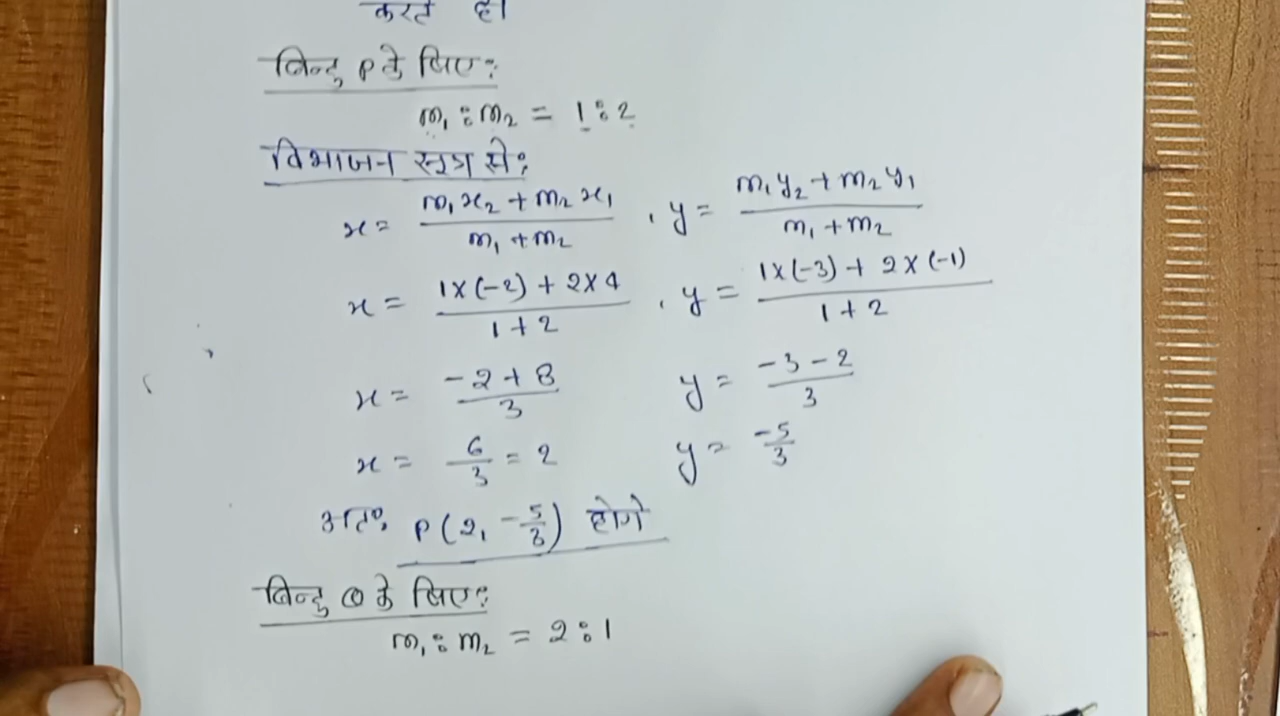 करते हैं।
बिन्दु P के लिए:
m₁ : m₂ = 1 : 2
विभाजन सूत्र से:
x = (m₁x₂ + m₂x₁)/(m₁ + m₂) , y = (m₁y₂ + m₂y₁)/(m₁ + m₂)
x = (1×(-2) + 2×4)/(1 + 2) , y = (1×(-3) + 2×(-1))/(1 + 2)
x = (-2 + 8)/3 y = (-3 - 2)/3
x = 6/3 = 2 y = -5/3
अतः, P(2, -5/3) होगें
बिन्दु Q के लिए:
m₁ : m₂ = 2 : 1